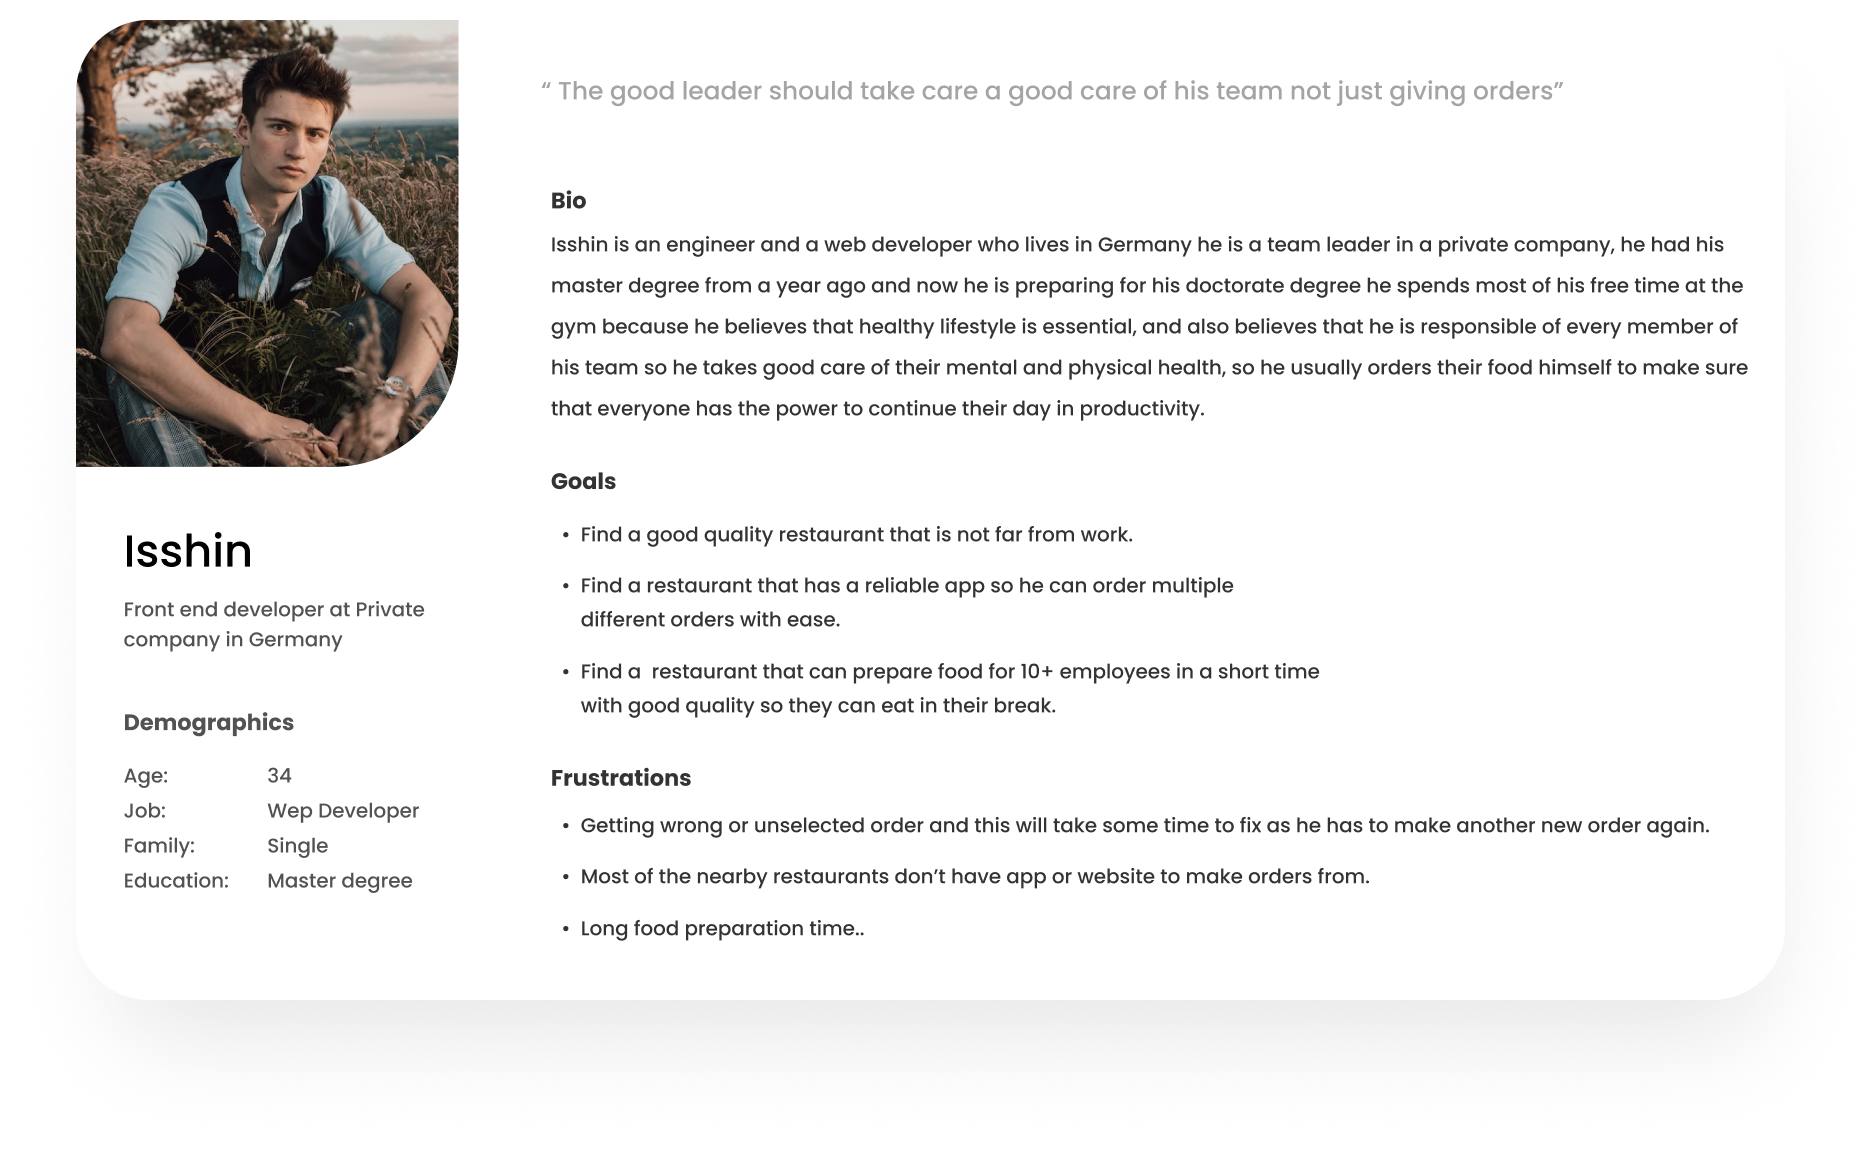 “ The good leader should take care a good care of his team not just giving orders”
Isshin
Front end developer at Private
company in Germany
Demographics
Age: 34
Job: Wep Developer
Family: Single
Education: Master degree
Bio
Isshin is an engineer and a web developer who lives in Germany he is a team leader in a private company, he had his
master degree from a year ago and now he is preparing for his doctorate degree he spends most of his free time at the
gym because he believes that healthy lifestyle is essential, and also believes that he is responsible of every member of
his team so he takes good care of their mental and physical health, so he usually orders their food himself to make sure
that everyone has the power to continue their day in productivity.
Goals
• Find a good quality restaurant that is not far from work.
• Find a restaurant that has a reliable app so he can order multiple
different orders with ease.
• Find a  restaurant that can prepare food for 10+ employees in a short time
with good quality so they can eat in their break.
Frustrations
• Getting wrong or unselected order and this will take some time to fix as he has to make another new order again.
• Most of the nearby restaurants don’t have app or website to make orders from.
• Long food preparation time..